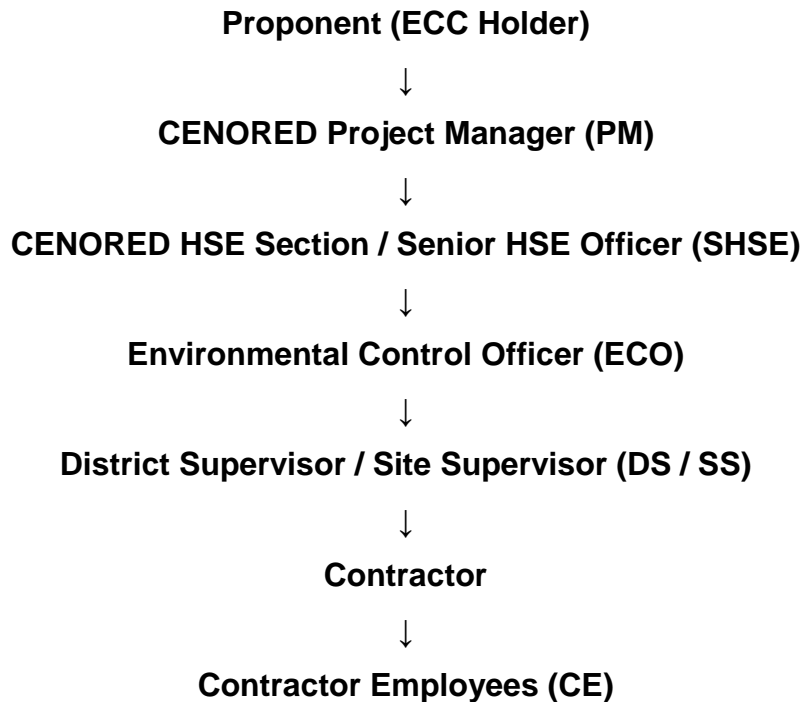 Proponent (ECC Holder)
↓
CENORED Project Manager (PM)
↓
CENORED HSE Section / Senior HSE Officer (SHSE)
↓
Environmental Control Officer (ECO)
↓
District Supervisor / Site Supervisor (DS / SS)
↓
Contractor
↓
Contractor Employees (CE)